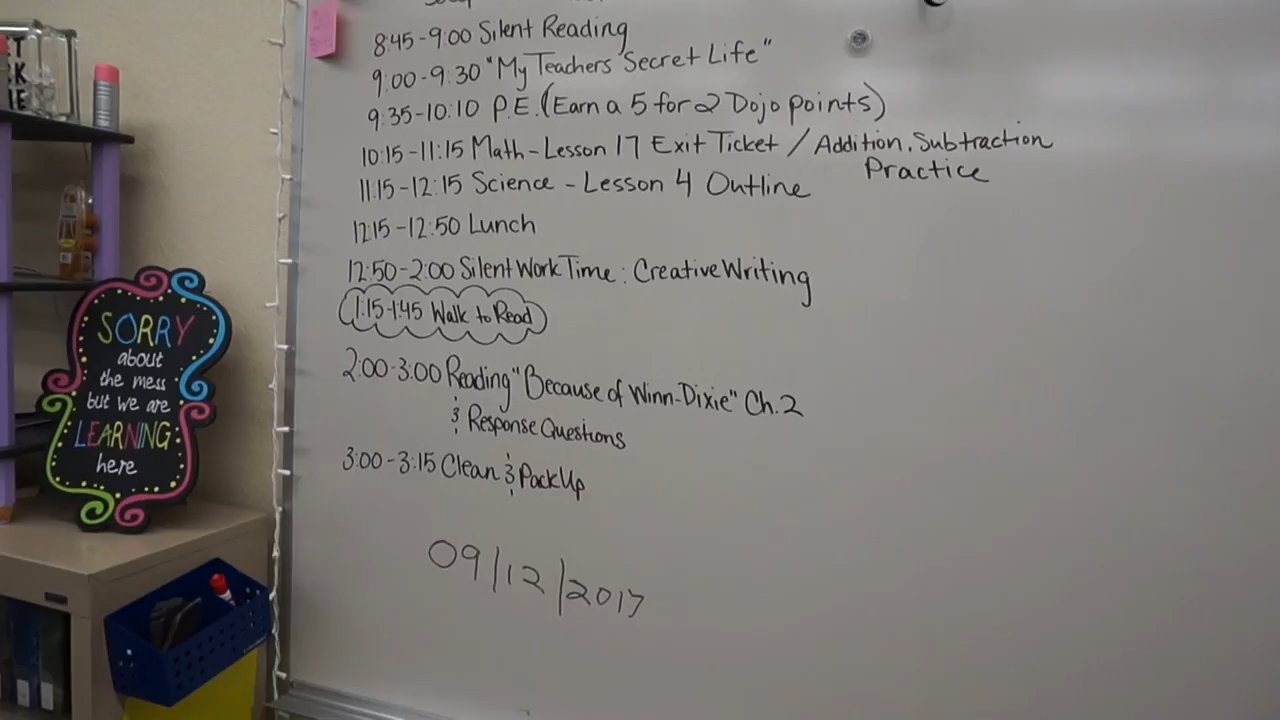 8:45-9:00 Silent Reading
9:00-9:30 "My Teachers Secret Life"
9:35-10:10 P.E. (Earn a 5 for 2 Dojo points)
10:15-11:15 Math-Lesson 17 Exit Ticket / Addition, Subtraction
Practice
11:15-12:15 Science - Lesson 4 Outline
12:15-12:50 Lunch
12:50-2:00 Silent Work Time: Creative Writing
1:15-1:45 Walk to Read
2:00-3:00 Reading "Because of Winn-Dixie" Ch. 2
& Response Questions
3:00-3:15 Clean & Pack Up
09/12/2017
SORRY
about
the mess
but we are
LEARNING
here